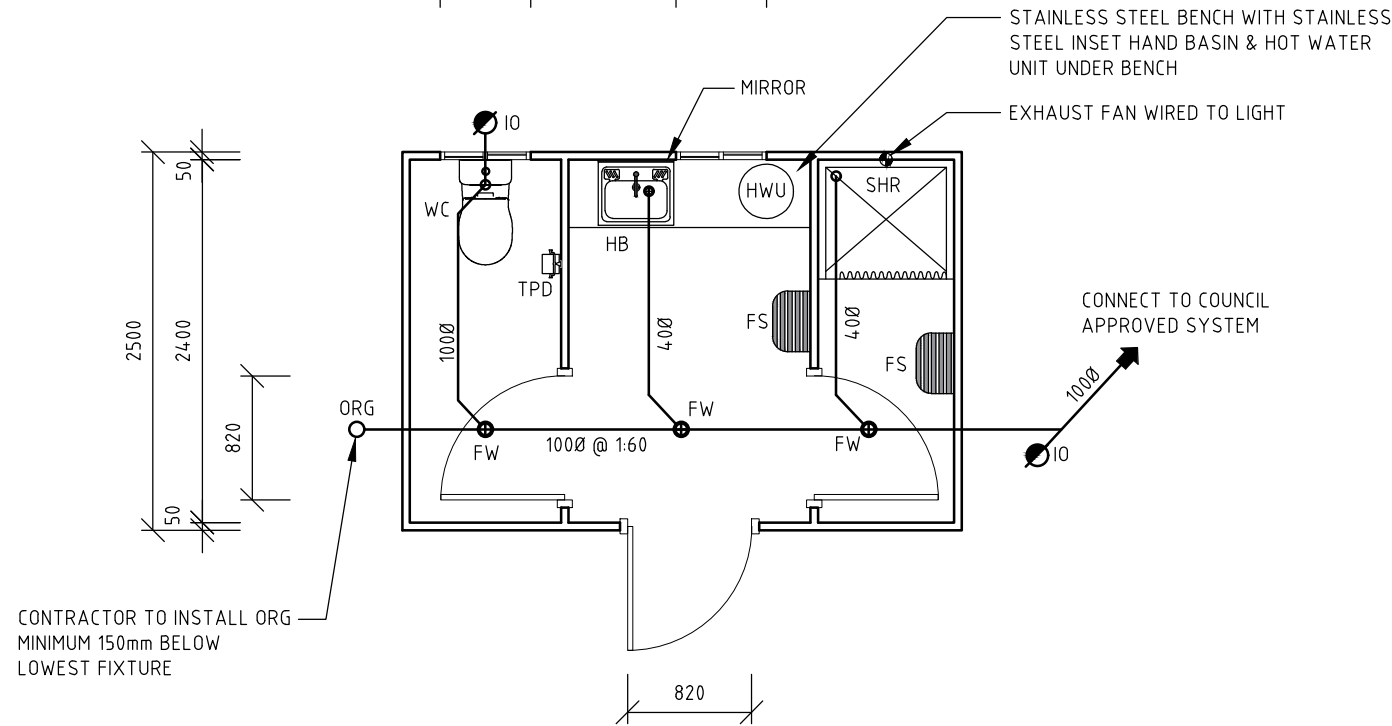 STAINLESS STEEL BENCH WITH STAINLESS
STEEL INSET HAND BASIN & HOT WATER
UNIT UNDER BENCH
MIRROR
EXHAUST FAN WIRED TO LIGHT
IO
50
WC
HWU
SHR
HB
TPD
2500
2400
100Ø
40Ø
FS
40Ø
FS
CONNECT TO COUNCIL
APPROVED SYSTEM
100Ø
820
ORG
FW
100Ø @ 1:60
FW
FW
IO
50
CONTRACTOR TO INSTALL ORG
MINIMUM 150mm BELOW
LOWEST FIXTURE
820